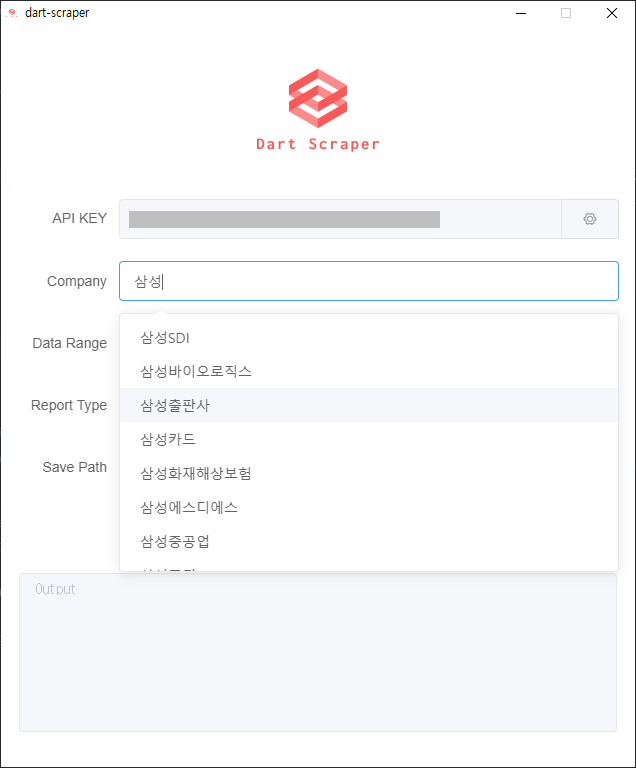 dart-scraper
Dart Scraper
API KEY
Company
삼성
Data Range
삼성SDI
삼성바이오로직스
Report Type
삼성출판사
삼성카드
Save Path
삼성화재해상보험
삼성에스디에스
삼성중공업
Output